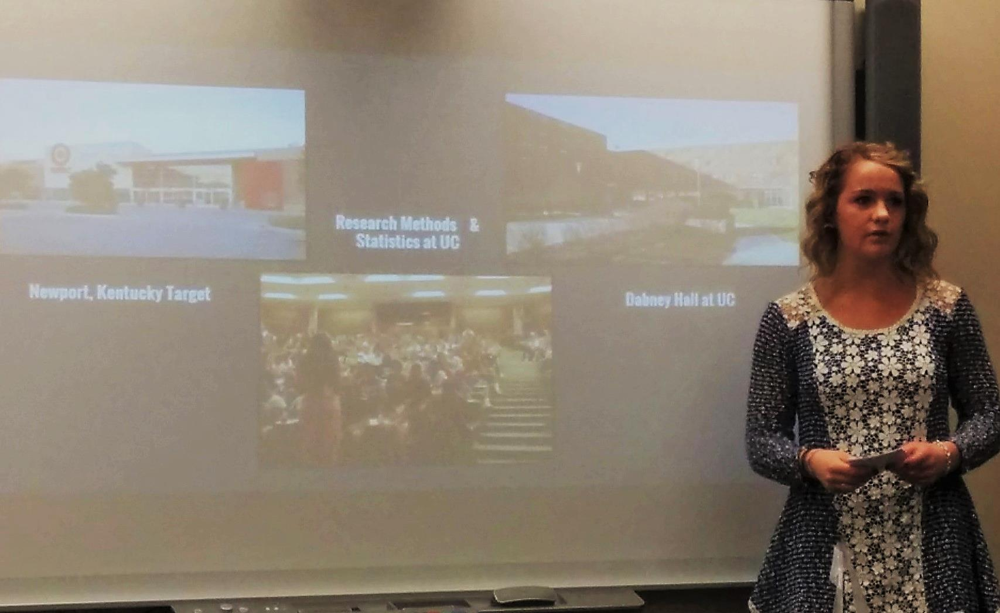 Research Methods &
Statistics at UC
Newport, Kentucky Target
Dabney Hall at UC